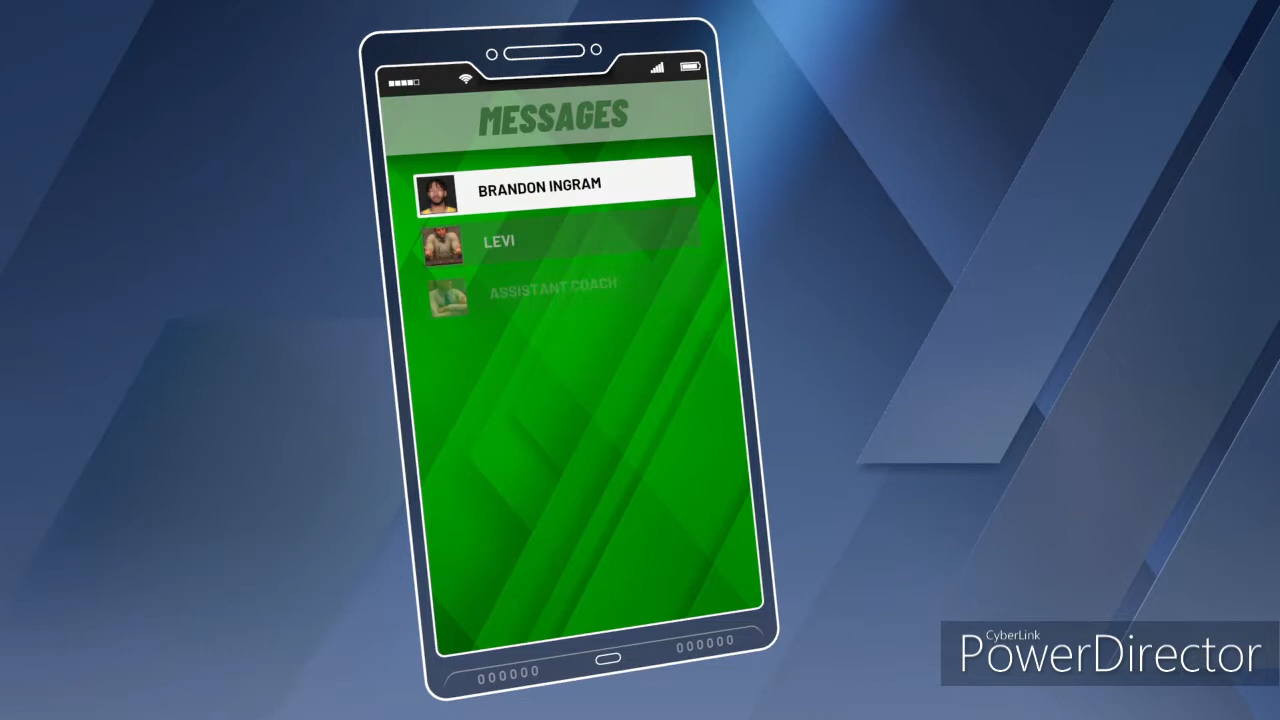 MESSAGES
BRANDON INGRAM
LEVI
ASSISTANT COACH
CyberLink
PowerDirector